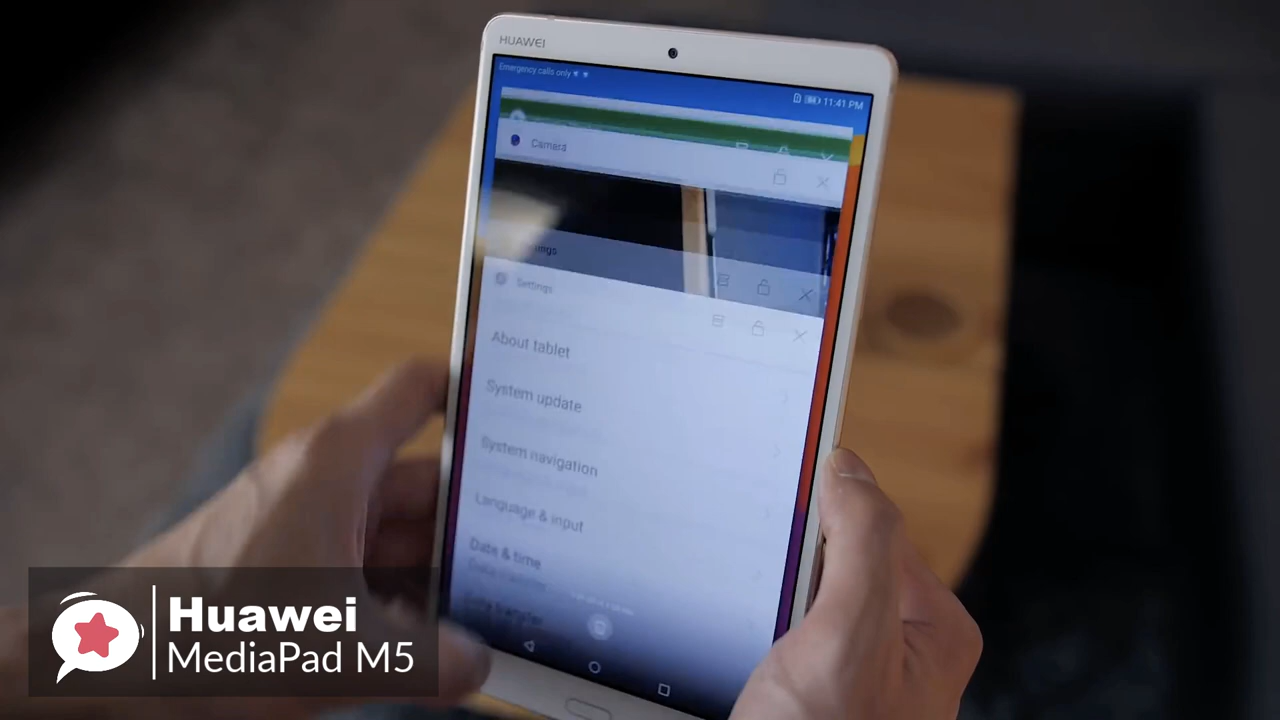 HUAWEI
Emergency calls only
11:41 PM
Camera
Settings
About tablet
System update
System navigation
Language & input
Date & time
Huawei
MediaPad M5